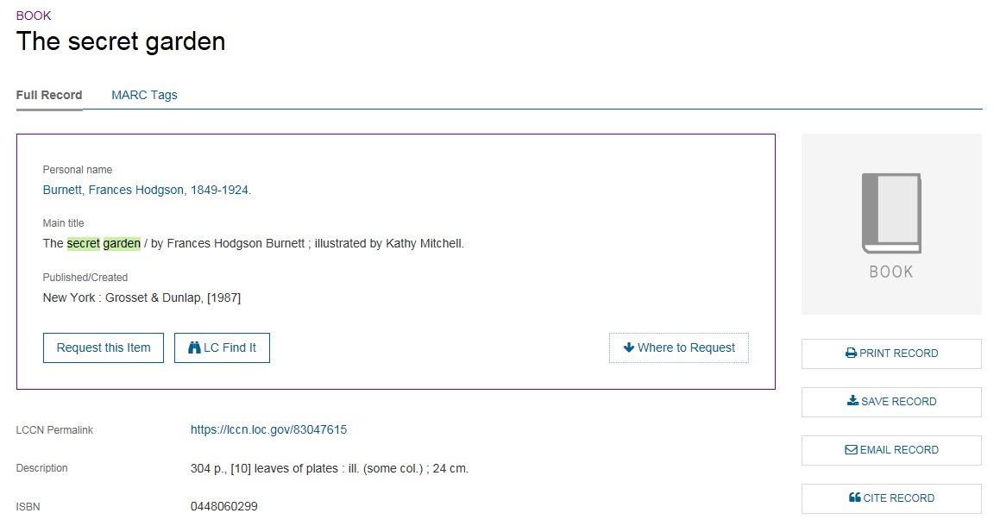 BOOK
The secret garden
Full Record
MARC Tags
Personal name
Burnett, Frances Hodgson, 1849-1924.
Main title
The secret garden / by Frances Hodgson Burnett ; illustrated by Kathy Mitchell.
Published/Created
New York : Grosset & Dunlap, [1987]
Request this Item
LC Find It
Where to Request
BOOK
PRINT RECORD
SAVE RECORD
EMAIL RECORD
CITE RECORD
LCCN Permalink
https://lccn.loc.gov/83047615
Description
304 p., [10] leaves of plates : ill. (some col.) ; 24 cm.
ISBN
0448060299